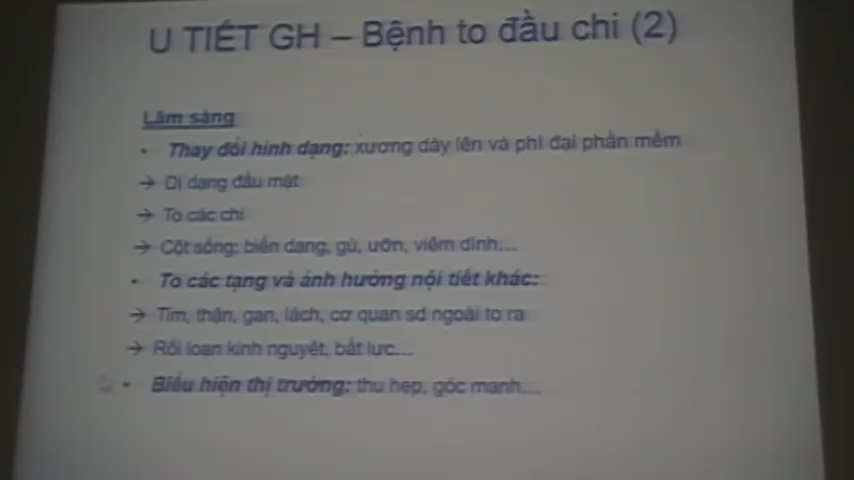 U TIẾT GH – Bệnh to đầu chi (2)
Lâm sàng
• Thay đổi hình dạng: xương dày lên và phì đại phần mềm
→ Dị dạng đầu mặt
→ To các chi
→ Cột sống: biến dạng, gù, ưỡn, viêm dính...
• To các tạng và ảnh hưởng nội tiết khác:
→ Tim, thận, gan, lách, cơ quan sd ngoài to ra
→ Rối loạn kinh nguyệt, bất lực...
• Biểu hiện thị trường: thu hẹp, góc manh...